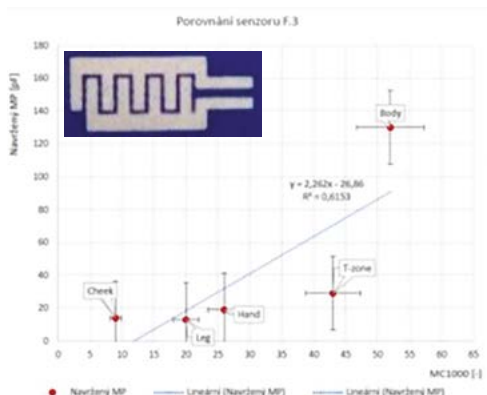 Porovnání senzoru F.3
Navržený MP [pF]
180
160
140
120
100
80
60
40
20
0
Body
y = 2,262x - 26,86
R² = 0,6153
T-zone
Cheek
Hand
Leg
0 5 10 15 20 25 30 35 40 45 50 55 60
MC1000 [-]
Navržený MP Lineární (Navržený MP) Lineární (Navržený MP)